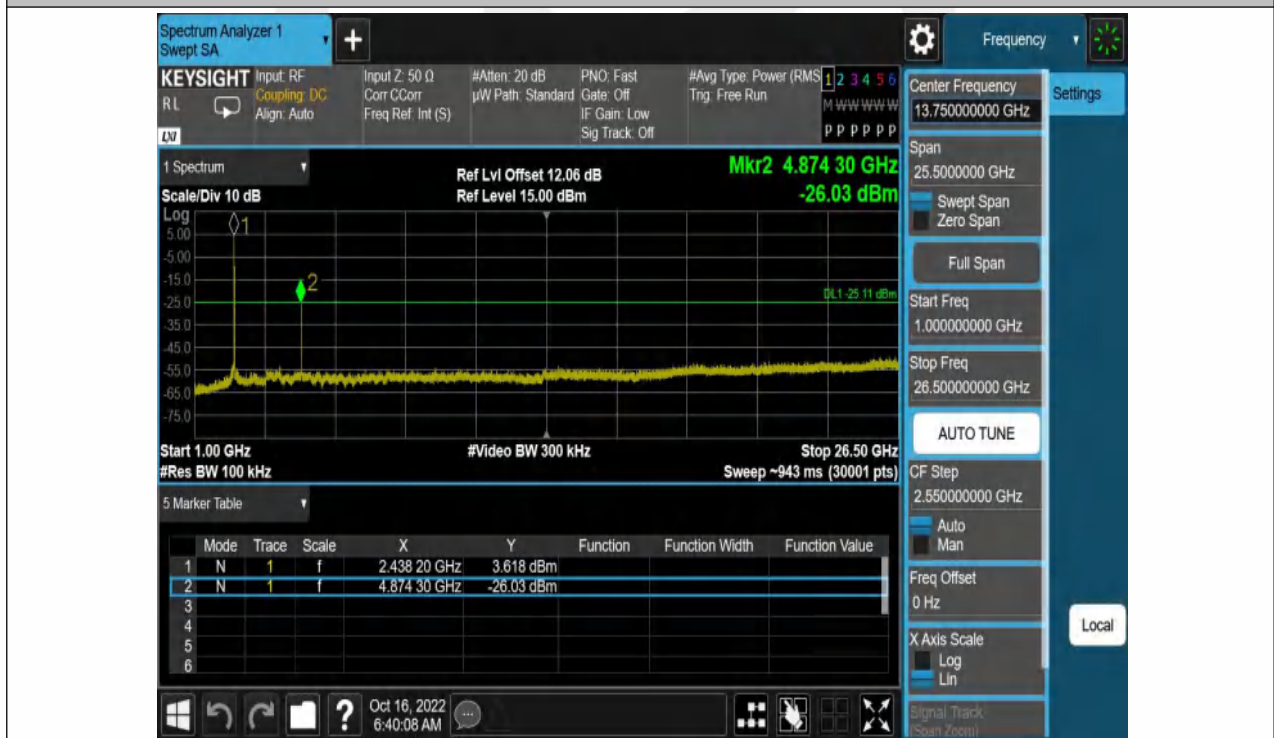 Spectrum Analyzer 1
Swept SA
Frequency
KEYSIGHT
RL
LXI
Input: RF
Coupling: DC
Align: Auto
Input Z: 50 Ω
Corr CCorr
Freq Ref: Int (S)
#Atten: 20 dB
µW Path: Standard
PNO: Fast
Gate: Off
IF Gain: Low
Sig Track: Off
#Avg Type: Power (RMS
Trig: Free Run
1 2 3 4 5 6
M W W W W W
P P P P P P
1 Spectrum
Scale/Div 10 dB
Ref Lvl Offset 12.06 dB
Ref Level 15.00 dBm
Mkr2 4.874 30 GHz
-26.03 dBm
Log
5.00
-5.00
-15.0
-25.0
-35.0
-45.0
-55.0
-65.0
-75.0
1
2
DL1 -25.11 dBm
Start 1.00 GHz
#Video BW 300 kHz
Stop 26.50 GHz
#Res BW 100 kHz
Sweep ~943 ms (30001 pts)
5 Marker Table
Mode Trace Scale X Y Function Function Width Function Value
1 N 1 f 2.438 20 GHz 3.618 dBm
2 N 1 f 4.874 30 GHz -26.03 dBm
3
4
5
6
Center Frequency
13.750000000 GHz
Settings
Span
25.5000000 GHz
Swept Span
Zero Span
Full Span
Start Freq
1.000000000 GHz
Stop Freq
26.500000000 GHz
AUTO TUNE
CF Step
2.550000000 GHz
Auto
Man
Freq Offset
0 Hz
Local
X Axis Scale
Log
Lin
Signal Track
(Span Zoom)
?
Oct 16, 2022
6:40:08 AM